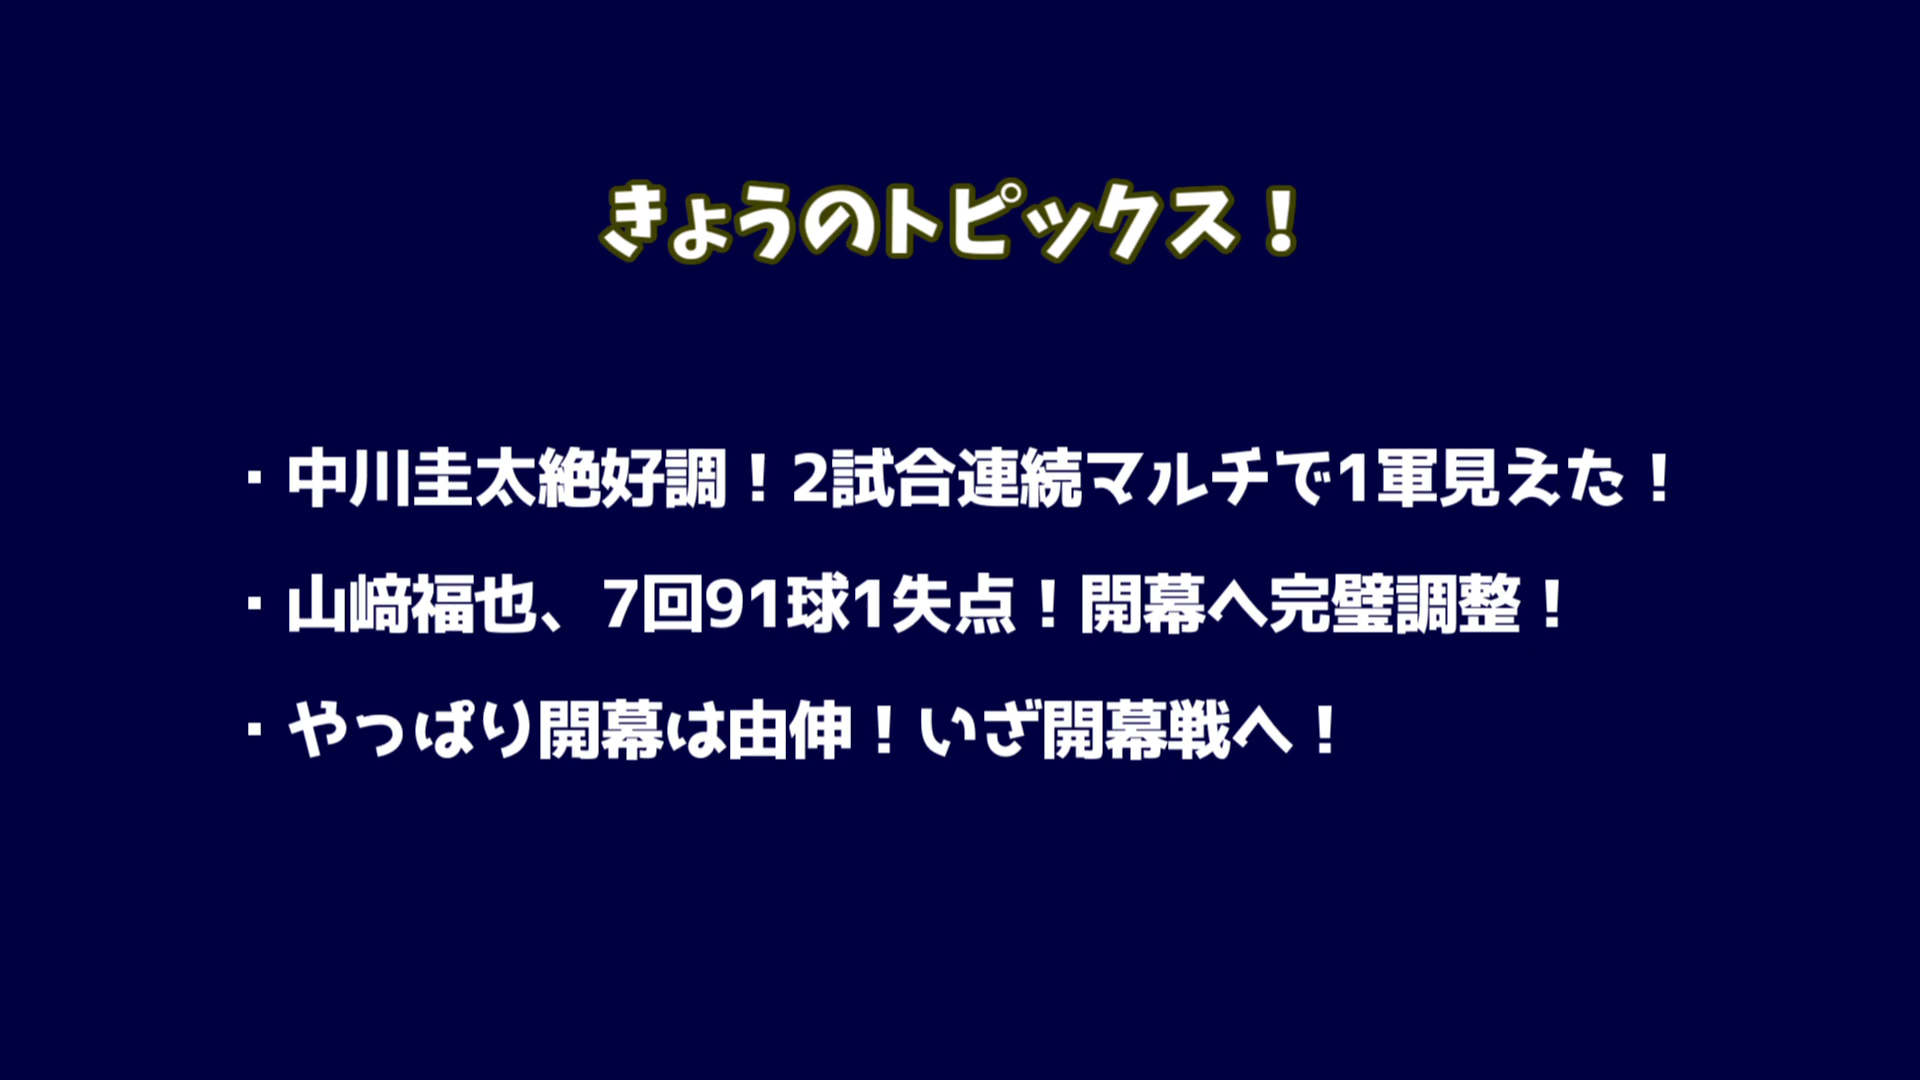 きょうのトピックス！
・中川圭太絶好調！2試合連続マルチで1軍見えた！
・山﨑福也、7回91球1失点！開幕へ完璧調整！
・やっぱり開幕は由伸！いざ開幕戦へ！